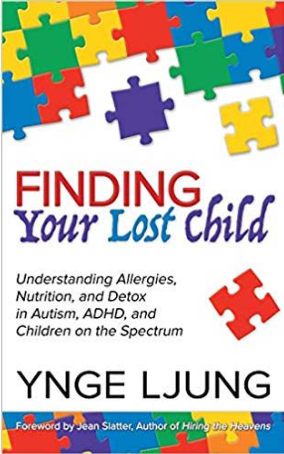 FINDING
Your Lost Child
Understanding Allergies,
Nutrition, and Detox
in Autism, ADHD, and
Children on the Spectrum
YNGE LJUNG
Foreword by Jean Slatter, Author of Hiring the Heavens